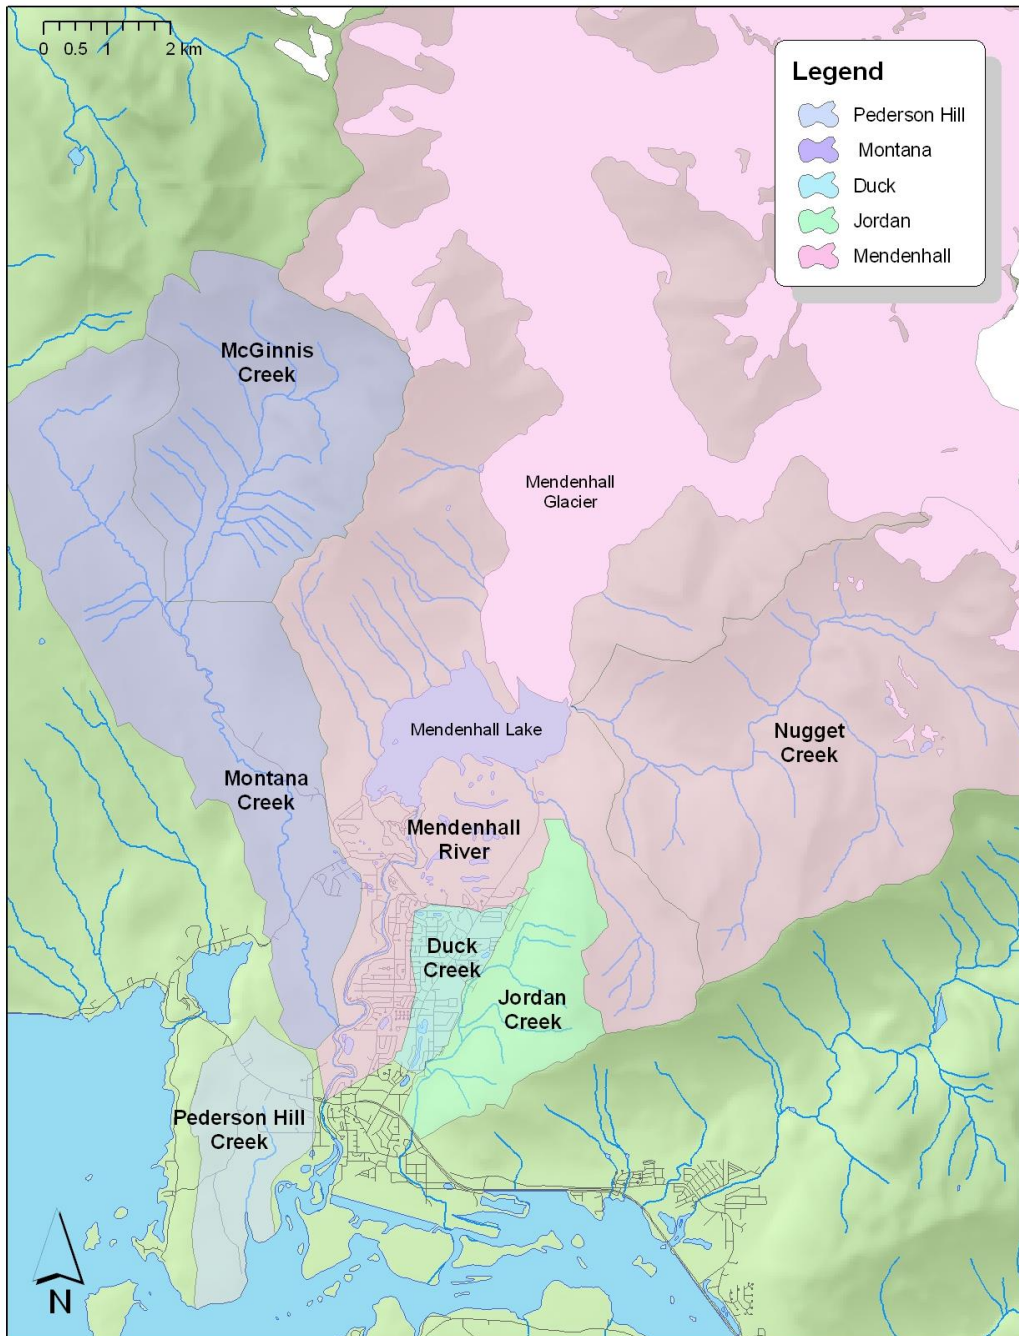 0 0.5 1 2 km
Legend
Pederson Hill
Montana
Duck
Jordan
Mendenhall
McGinnis
Creek
Mendenhall
Glacier
Mendenhall Lake
Nugget
Creek
Montana
Creek
Mendenhall
River
Duck
Creek
Jordan
Creek
Pederson Hill
Creek
N